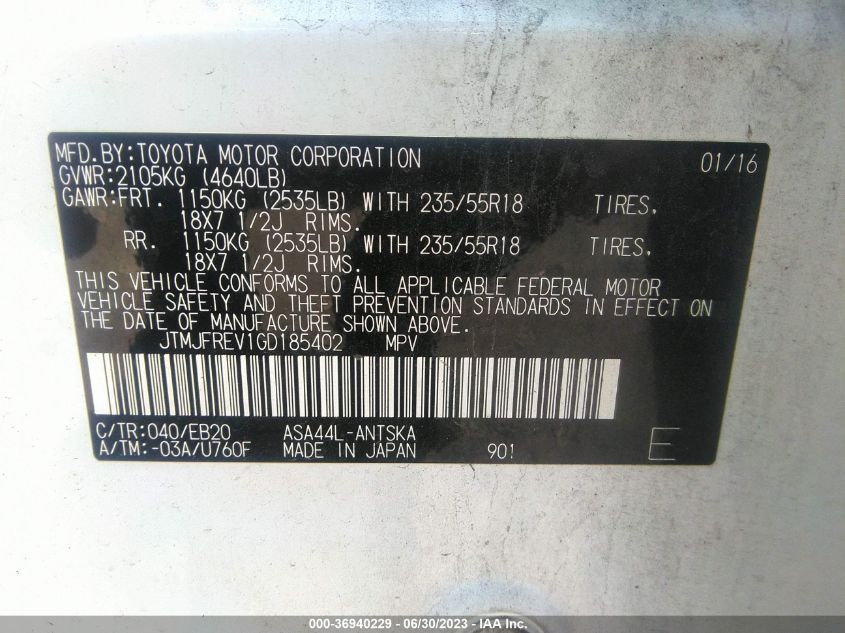 MFD.BY:TOYOTA MOTOR CORPORATION 01/16
GVWR:2105KG (4640LB)
GAWR:FRT. 1150KG (2535LB) WITH 235/55R18 TIRES,
18X7 1/2J RIMS.
RR. 1150KG (2535LB) WITH 235/55R18 TIRES,
18X7 1/2J RIMS.
THIS VEHICLE CONFORMS TO ALL APPLICABLE FEDERAL MOTOR
VEHICLE SAFETY AND THEFT PREVENTION STANDARDS IN EFFECT ON
THE DATE OF MANUFACTURE SHOWN ABOVE.
JTMJFREV1GD185402 MPV
C/TR:040/EB20 ASA44L-ANTSKA
A/TM:-03A/U760F MADE IN JAPAN 901 E
000-36940229 - 06/30/2023 - IAA Inc.